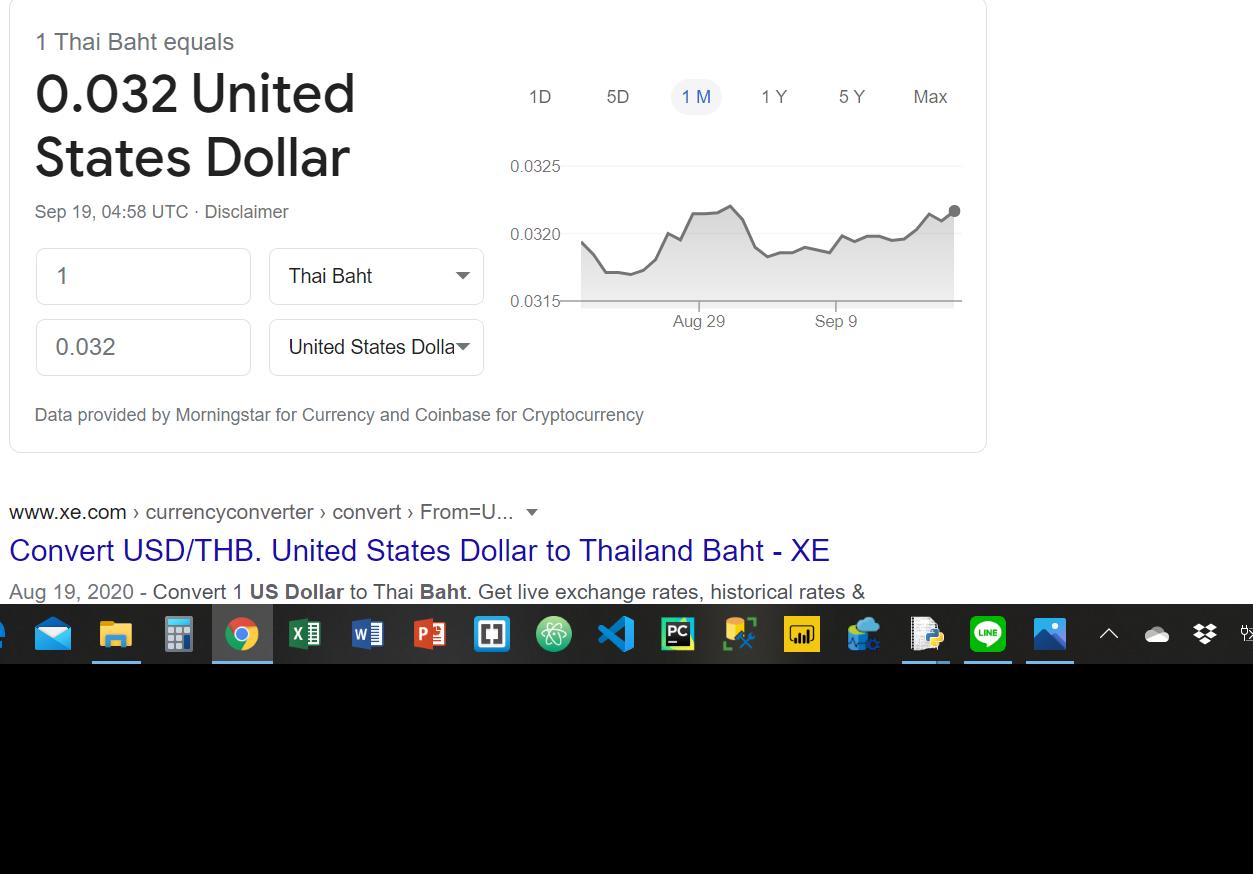 1 Thai Baht equals
0.032 United
States Dollar
Sep 19, 04:58 UTC · Disclaimer
1
Thai Baht
0.032
United States Dolla
1D 5D 1 M 1 Y 5 Y Max
0.0325
0.0320
0.0315
Aug 29 Sep 9
Data provided by Morningstar for Currency and Coinbase for Cryptocurrency
www.xe.com › currencyconverter › convert › From=U...
Convert USD/THB. United States Dollar to Thailand Baht - XE
Aug 19, 2020 - Convert 1 US Dollar to Thai Baht. Get live exchange rates, historical rates &
PC
LINE